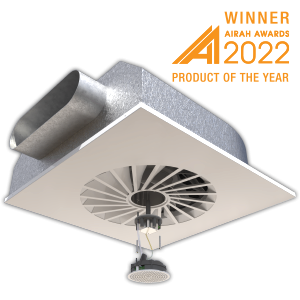 WINNER
AIRAH AWARDS
2022
PRODUCT OF THE YEAR